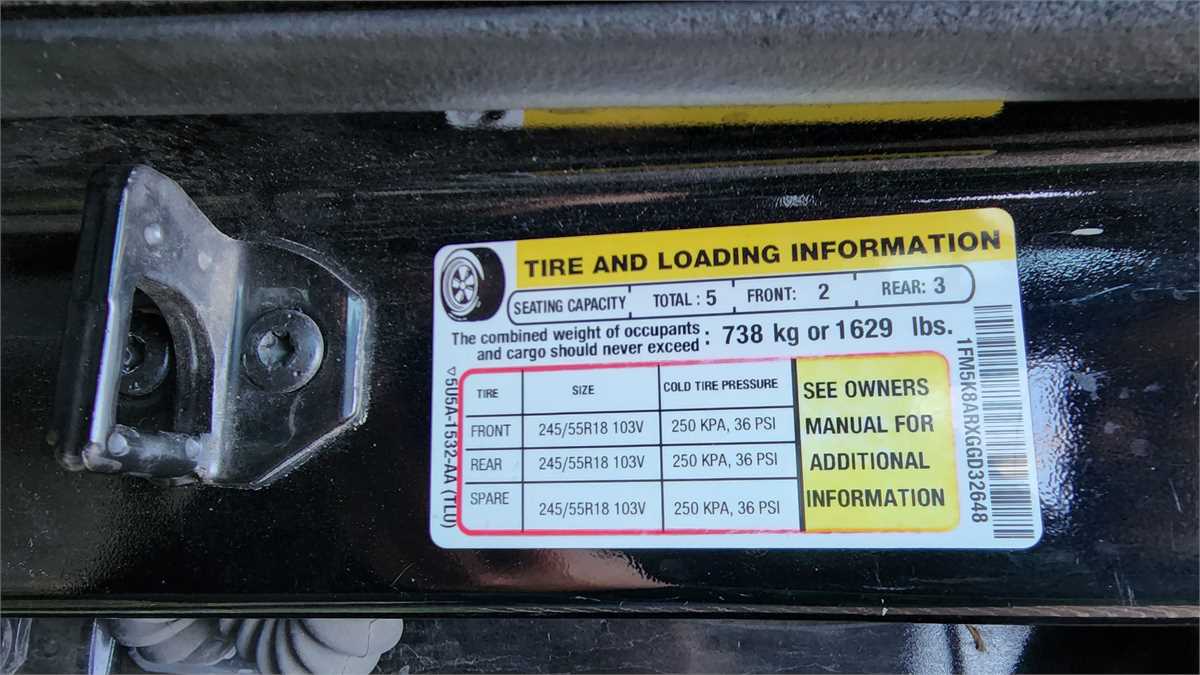 TIRE AND LOADING INFORMATION
SEATING CAPACITY TOTAL : 5 FRONT: 2 REAR: 3
The combined weight of occupants
and cargo should never exceed : 738 kg or 1629 lbs.
TIRE SIZE COLD TIRE PRESSURE
FRONT 245/55R18 103V 250 KPA, 36 PSI
REAR 245/55R18 103V 250 KPA, 36 PSI
SPARE 245/55R18 103V 250 KPA, 36 PSI
SEE OWNERS
MANUAL FOR
ADDITIONAL
INFORMATION
5U5A-1532-AA (TLU)
1FM5K8ARXGGD32648